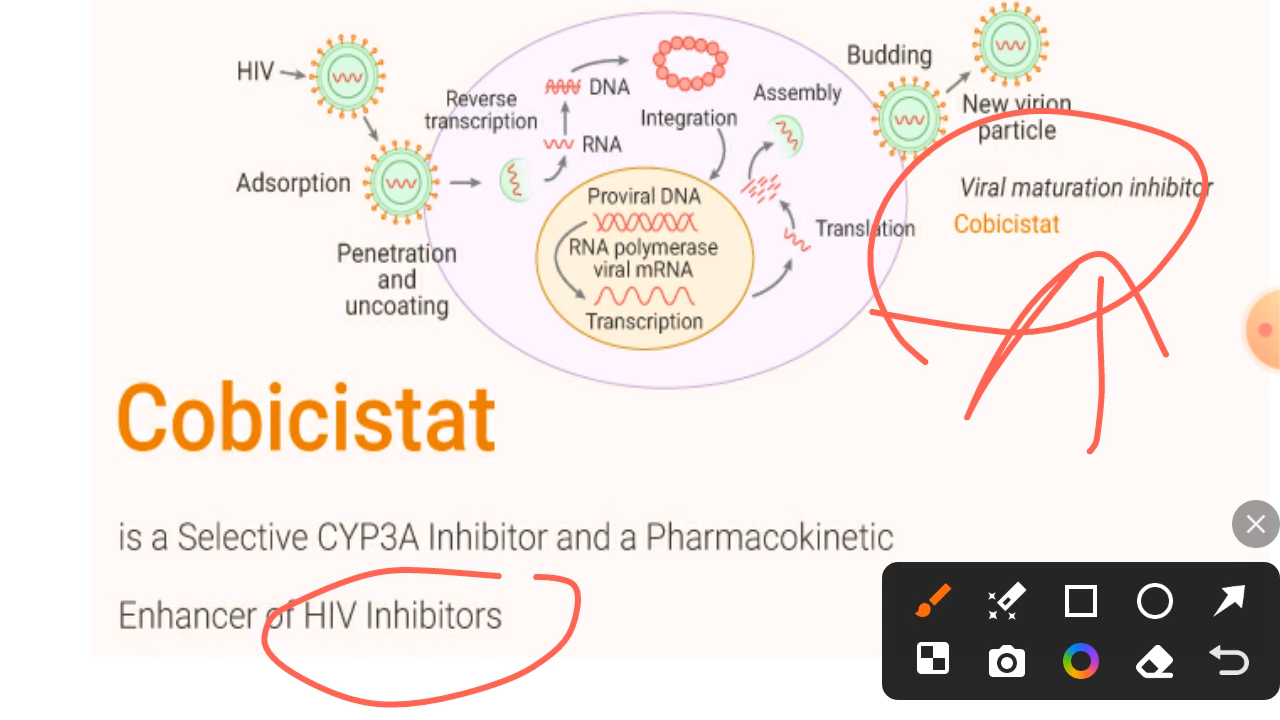 HIV
Adsorption
Penetration
and
uncoating
Reverse
transcription
DNA
RNA
Integration
Proviral DNA
RNA polymerase
viral mRNA
Transcription
Translation
Assembly
Budding
New virion
particle
Viral maturation inhibitor
Cobicistat
Cobicistat
is a Selective CYP3A Inhibitor and a Pharmacokinetic
Enhancer of HIV Inhibitors